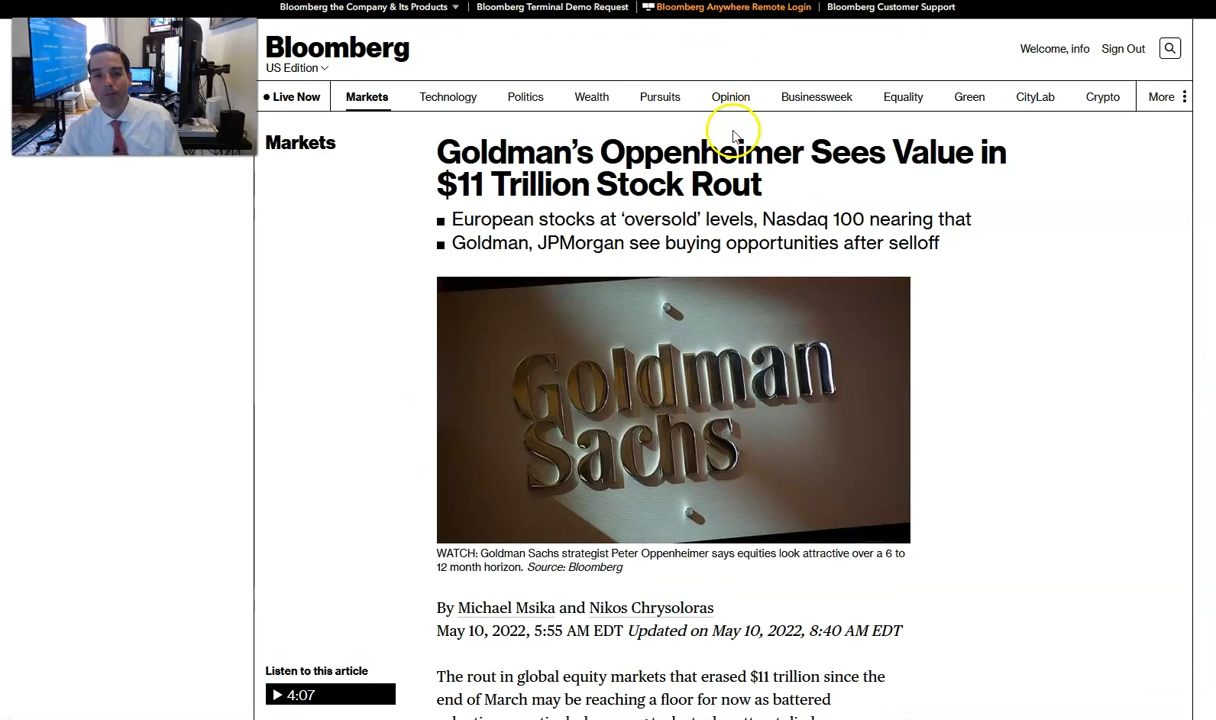 Bloomberg the Company & Its Products ▼ | Bloomberg Terminal Demo Request | Bloomberg Anywhere Remote Login | Bloomberg Customer Support
Bloomberg
US Edition
Welcome, info Sign Out
Live Now Markets Technology Politics Wealth Pursuits Opinion Businessweek Equality Green CityLab Crypto More
Markets
Goldman's Oppenheimer Sees Value in
$11 Trillion Stock Rout
■ European stocks at ‘oversold’ levels, Nasdaq 100 nearing that
■ Goldman, JPMorgan see buying opportunities after selloff
Goldman
Sachs
WATCH: Goldman Sachs strategist Peter Oppenheimer says equities look attractive over a 6 to
12 month horizon. Source: Bloomberg
By Michael Msika and Nikos Chrysoloras
May 10, 2022, 5:55 AM EDT Updated on May 10, 2022, 8:40 AM EDT
Listen to this article
4:07
The rout in global equity markets that erased $11 trillion since the
end of March may be reaching a floor for now as battered